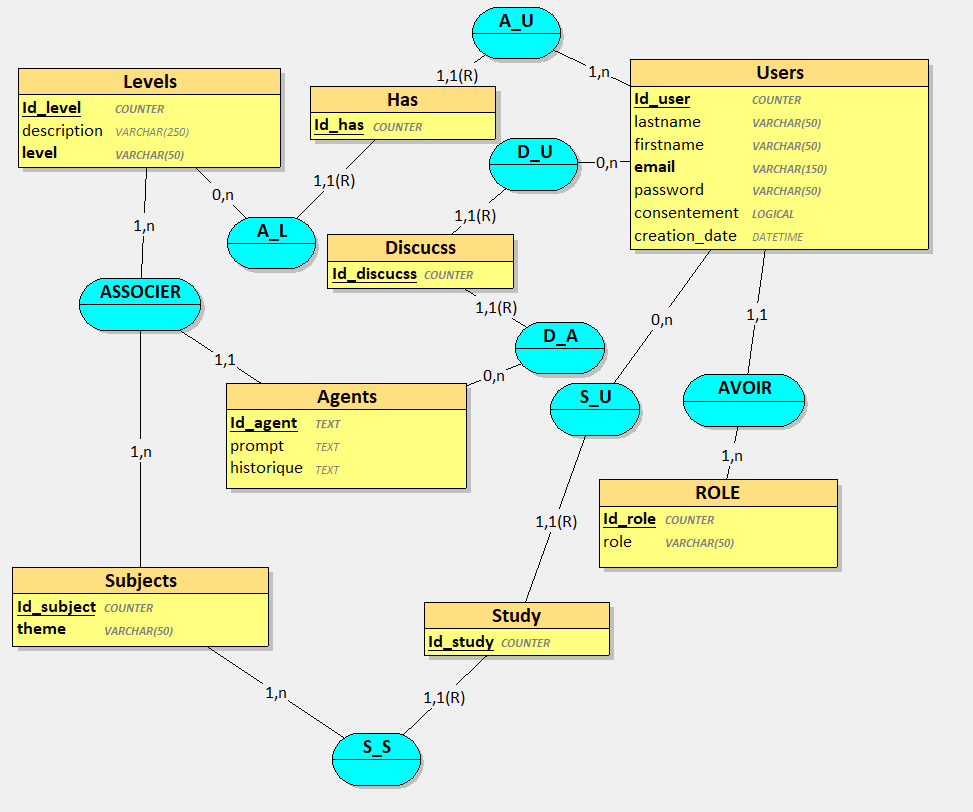 A_U
1,1(R)
1,n
Levels
Id_level COUNTER
description VARCHAR(250)
level VARCHAR(50)
Has
Id_has COUNTER
Users
Id_user COUNTER
lastname VARCHAR(50)
firstname VARCHAR(50)
email VARCHAR(150)
password VARCHAR(50)
consentement LOGICAL
creation_date DATETIME
D_U
0,n
1,1(R)
0,n
1,1(R)
1,n
A_L
Discucss
Id_discucss COUNTER
ASSOCIER
1,1(R)
0,n
1,1
D_A
1,1
0,n
Agents
Id_agent TEXT
prompt TEXT
historique TEXT
S_U
AVOIR
1,n
1,n
ROLE
Id_role COUNTER
role VARCHAR(50)
1,1(R)
Subjects
Id_subject COUNTER
theme VARCHAR(50)
Study
Id_study COUNTER
1,n
1,1(R)
S_S